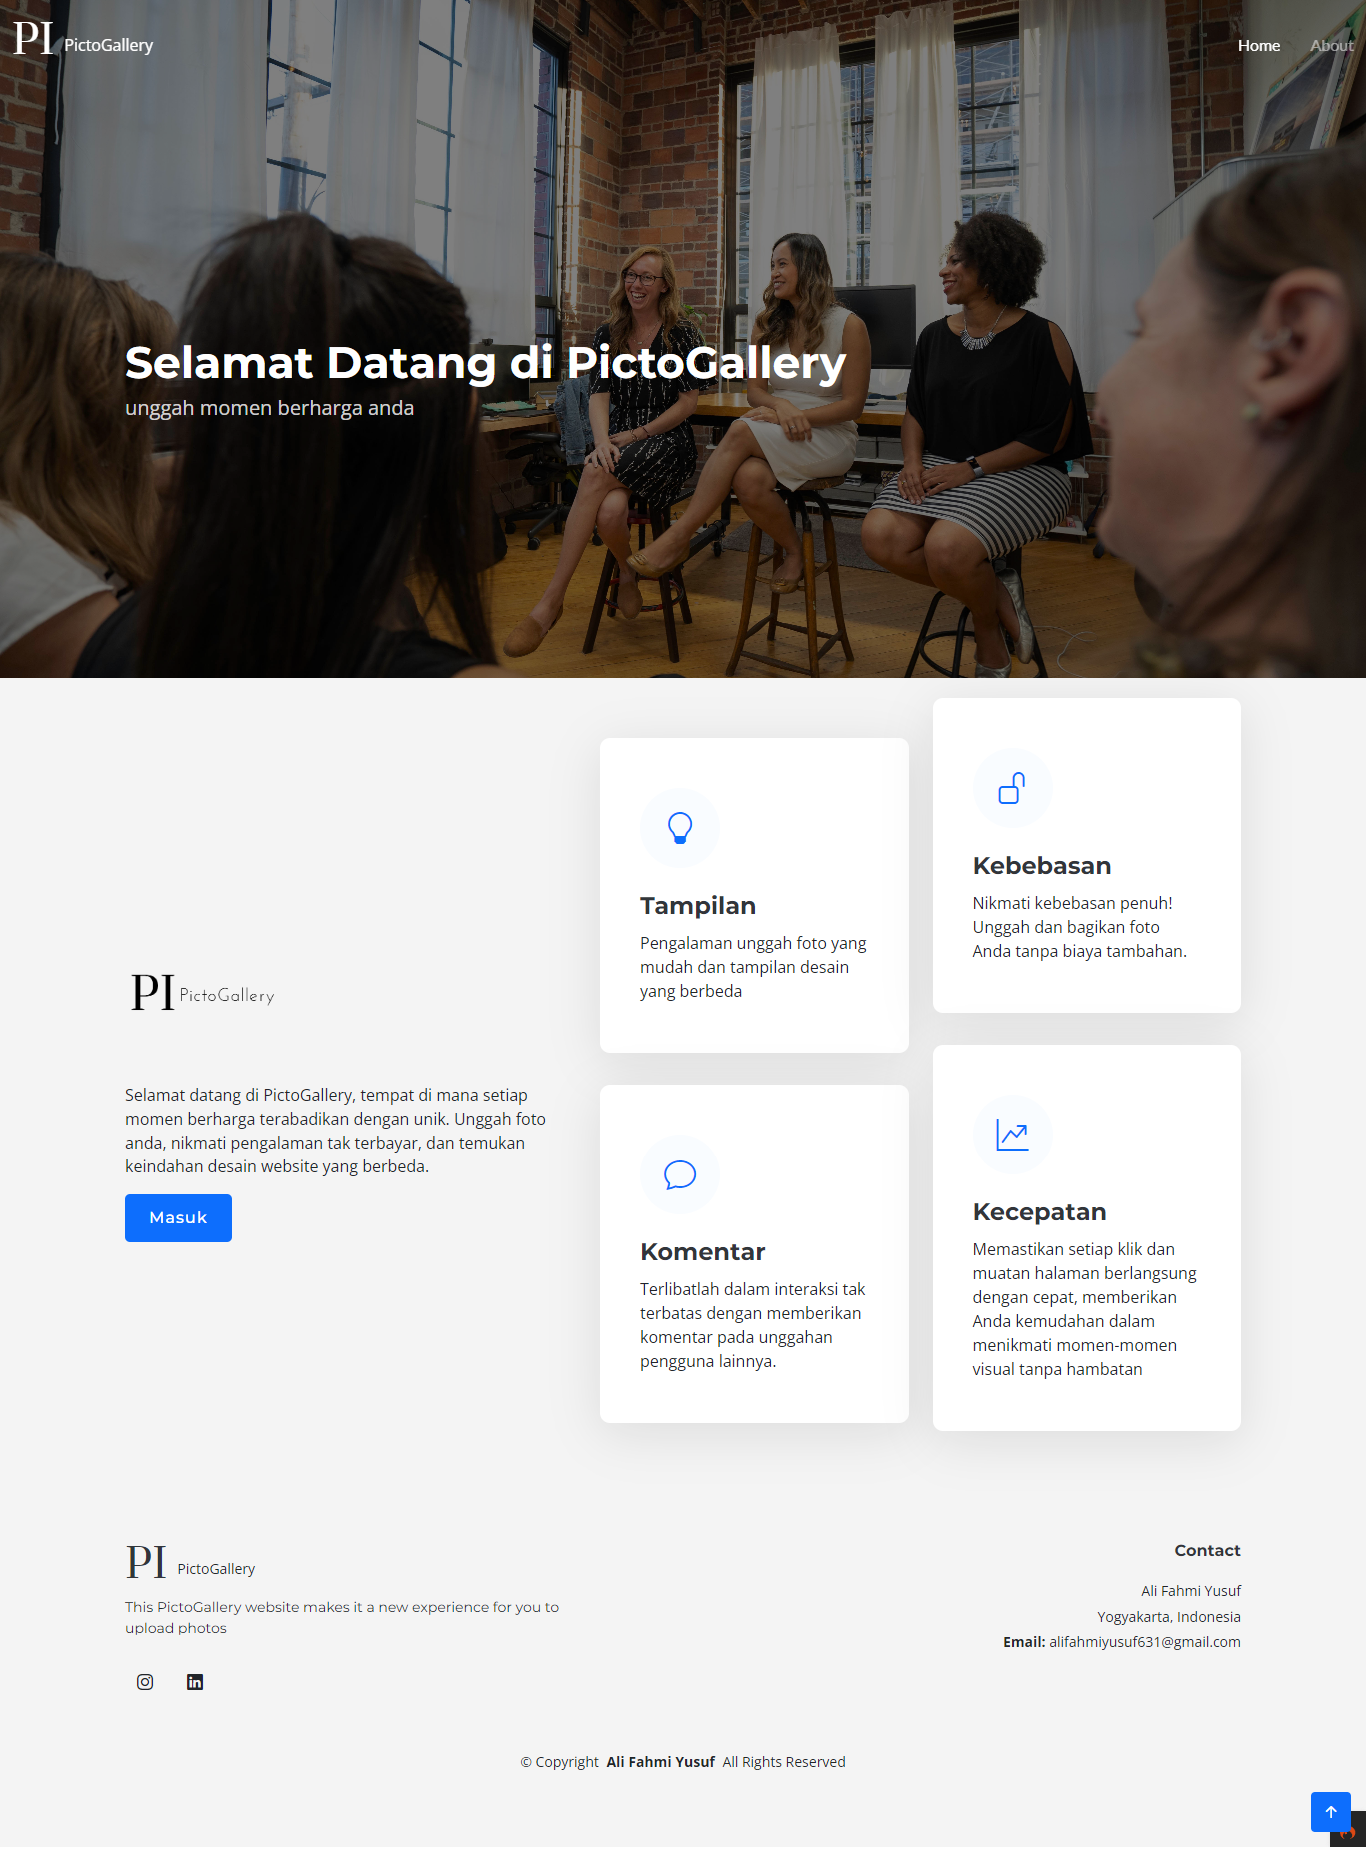 PI PictoGallery
Home About
Selamat Datang di PictoGallery
unggah momen berharga anda
PI PictoGallery
Selamat datang di PictoGallery, tempat di mana setiap
momen berharga terabadikan dengan unik. Unggah foto
anda, nikmati pengalaman tak terbayar, dan temukan
keindahan desain website yang berbeda.
Masuk
Tampilan
Pengalaman unggah foto yang
mudah dan tampilan desain
yang berbeda
Komentar
Terlibatlah dalam interaksi tak
terbatas dengan memberikan
komentar pada unggahan
pengguna lainnya.
Kebebasan
Nikmati kebebasan penuh!
Unggah dan bagikan foto
Anda tanpa biaya tambahan.
Kecepatan
Memastikan setiap klik dan
muatan halaman berlangsung
dengan cepat, memberikan
Anda kemudahan dalam
menikmati momen-momen
visual tanpa hambatan
PI PictoGallery
This PictoGallery website makes it a new experience for you to
upload photos
Contact
Ali Fahmi Yusuf
Yogyakarta, Indonesia
Email: alifahmiyusuf631@gmail.com
© Copyright Ali Fahmi Yusuf All Rights Reserved